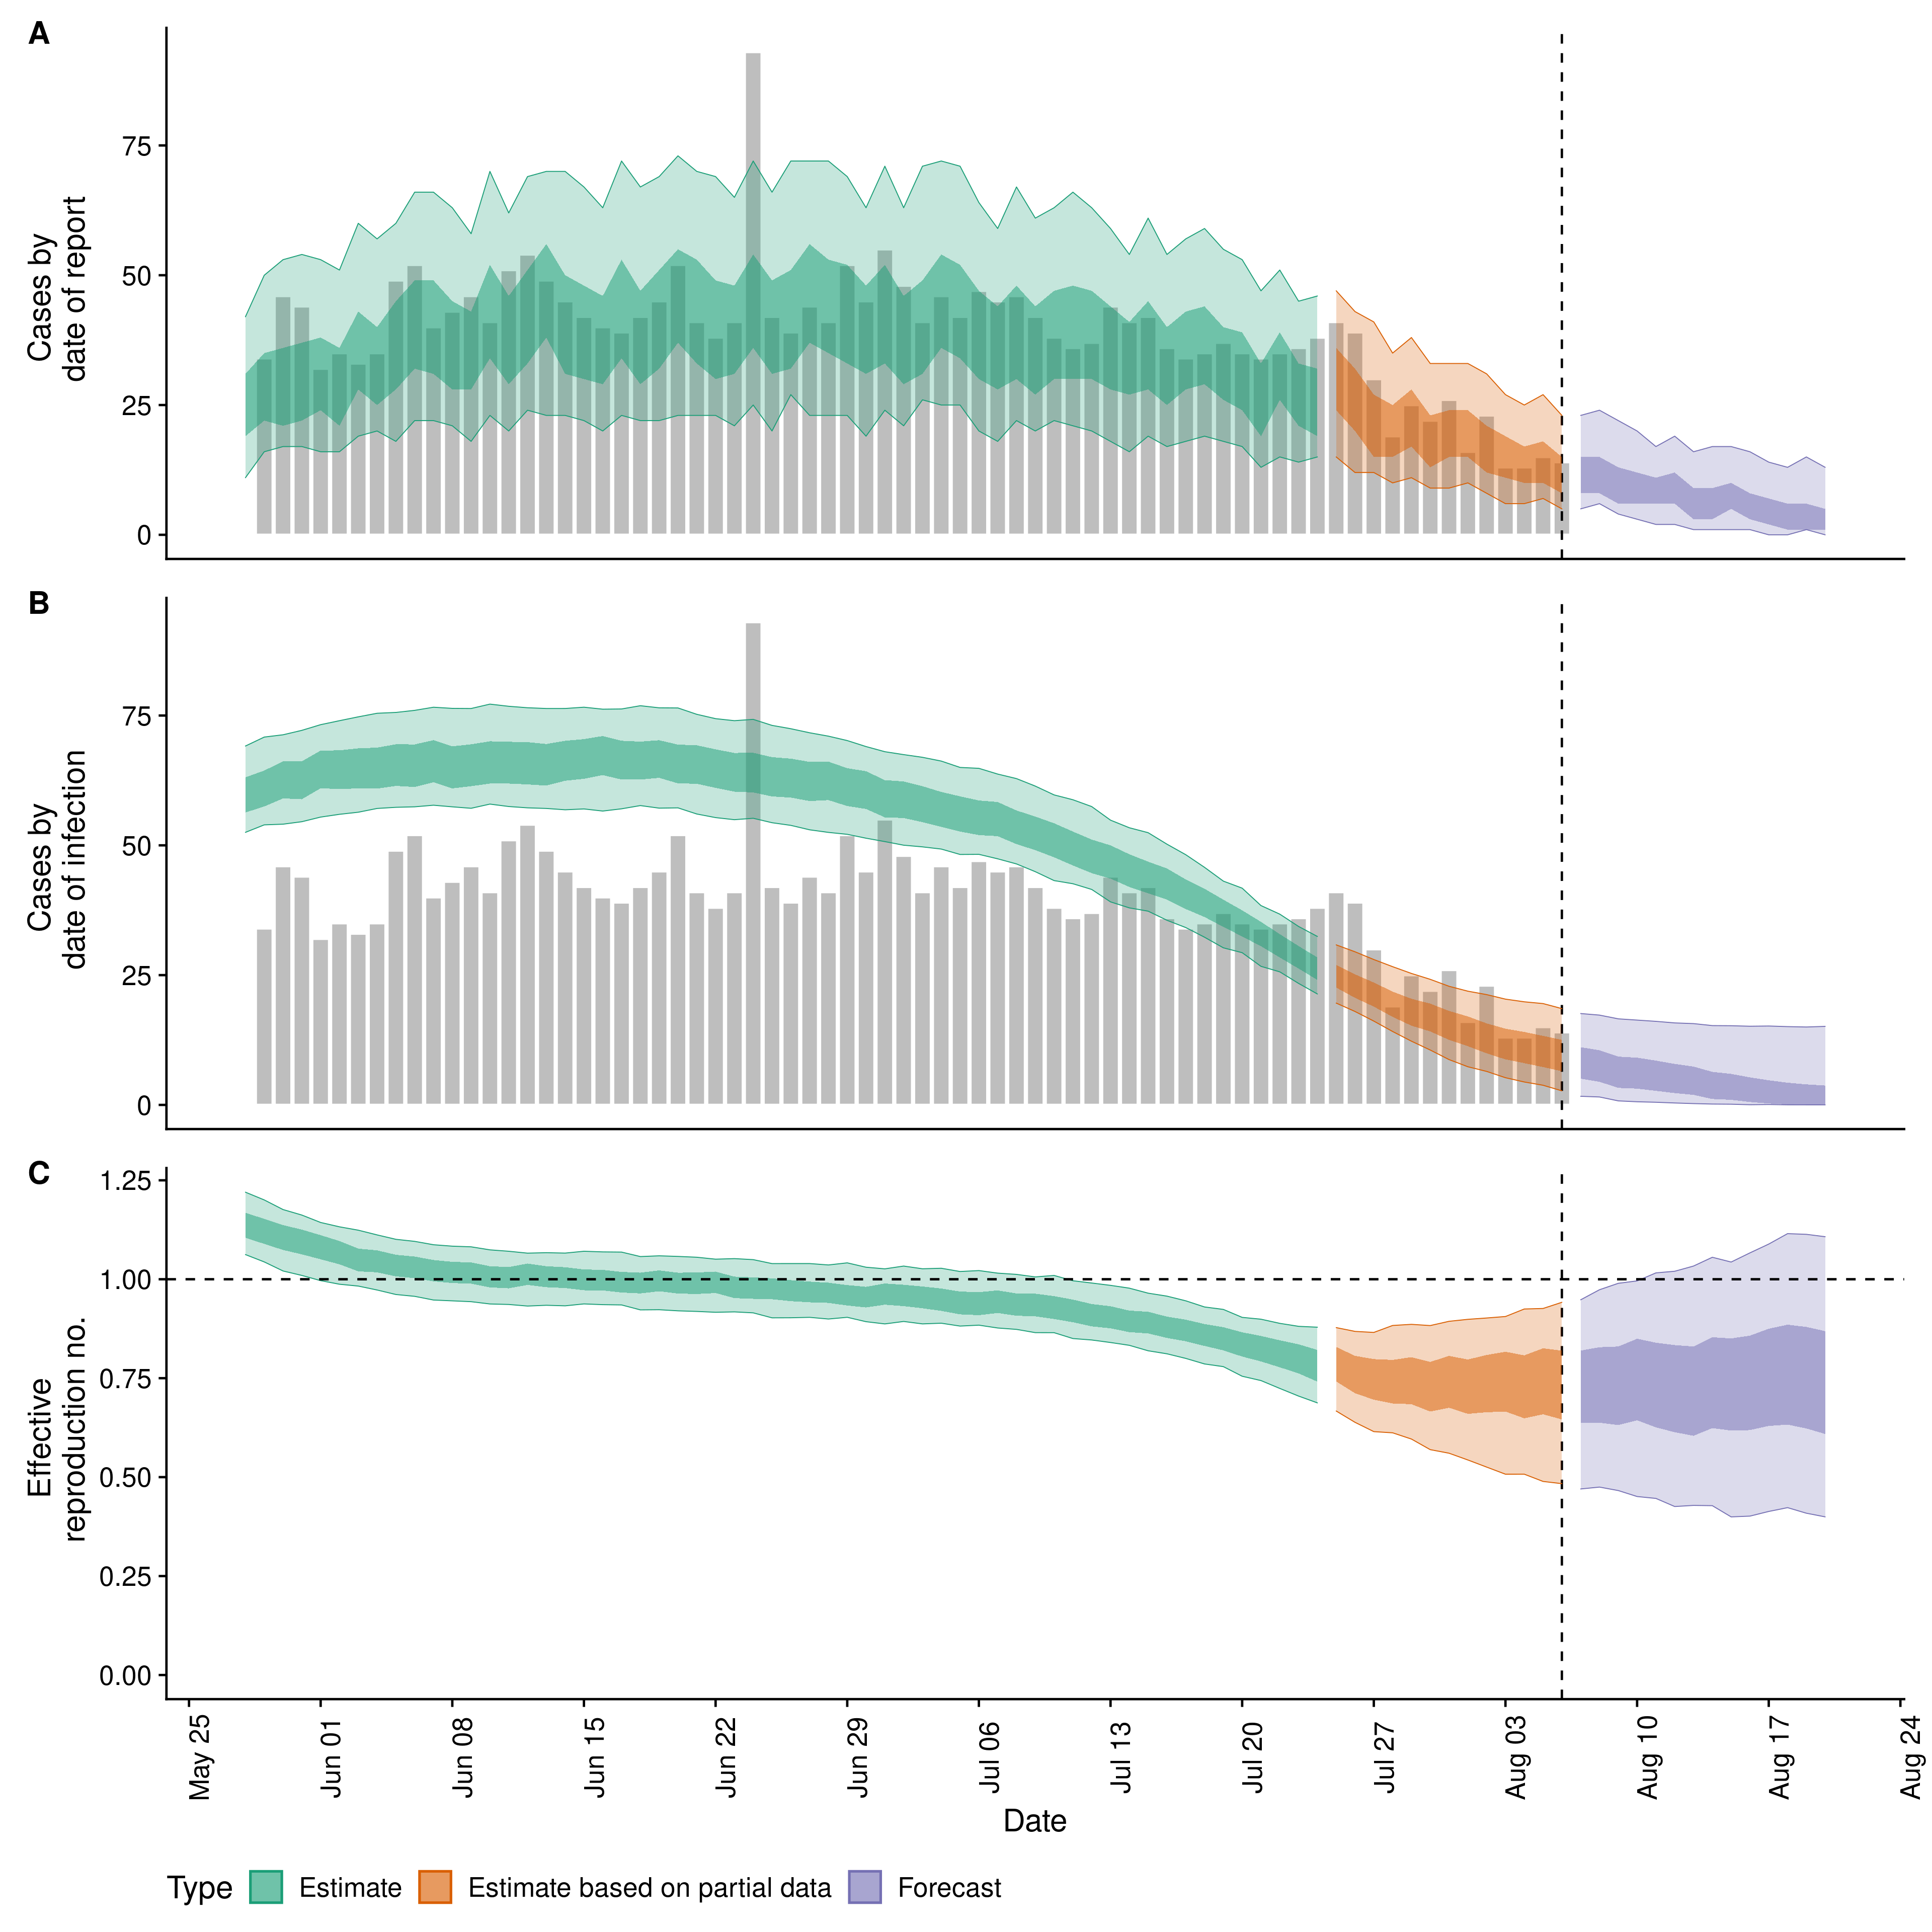 A
Cases by
date of report
75
50
25
0
B
Cases by
date of infection
75
50
25
0
C
Effective
reproduction no.
1.25
1.00
0.75
0.50
0.25
0.00
May 25
Jun 01
Jun 08
Jun 15
Jun 22
Jun 29
Jul 06
Jul 13
Jul 20
Jul 27
Aug 03
Aug 10
Aug 17
Aug 24
Date
Type Estimate Estimate based on partial data Forecast